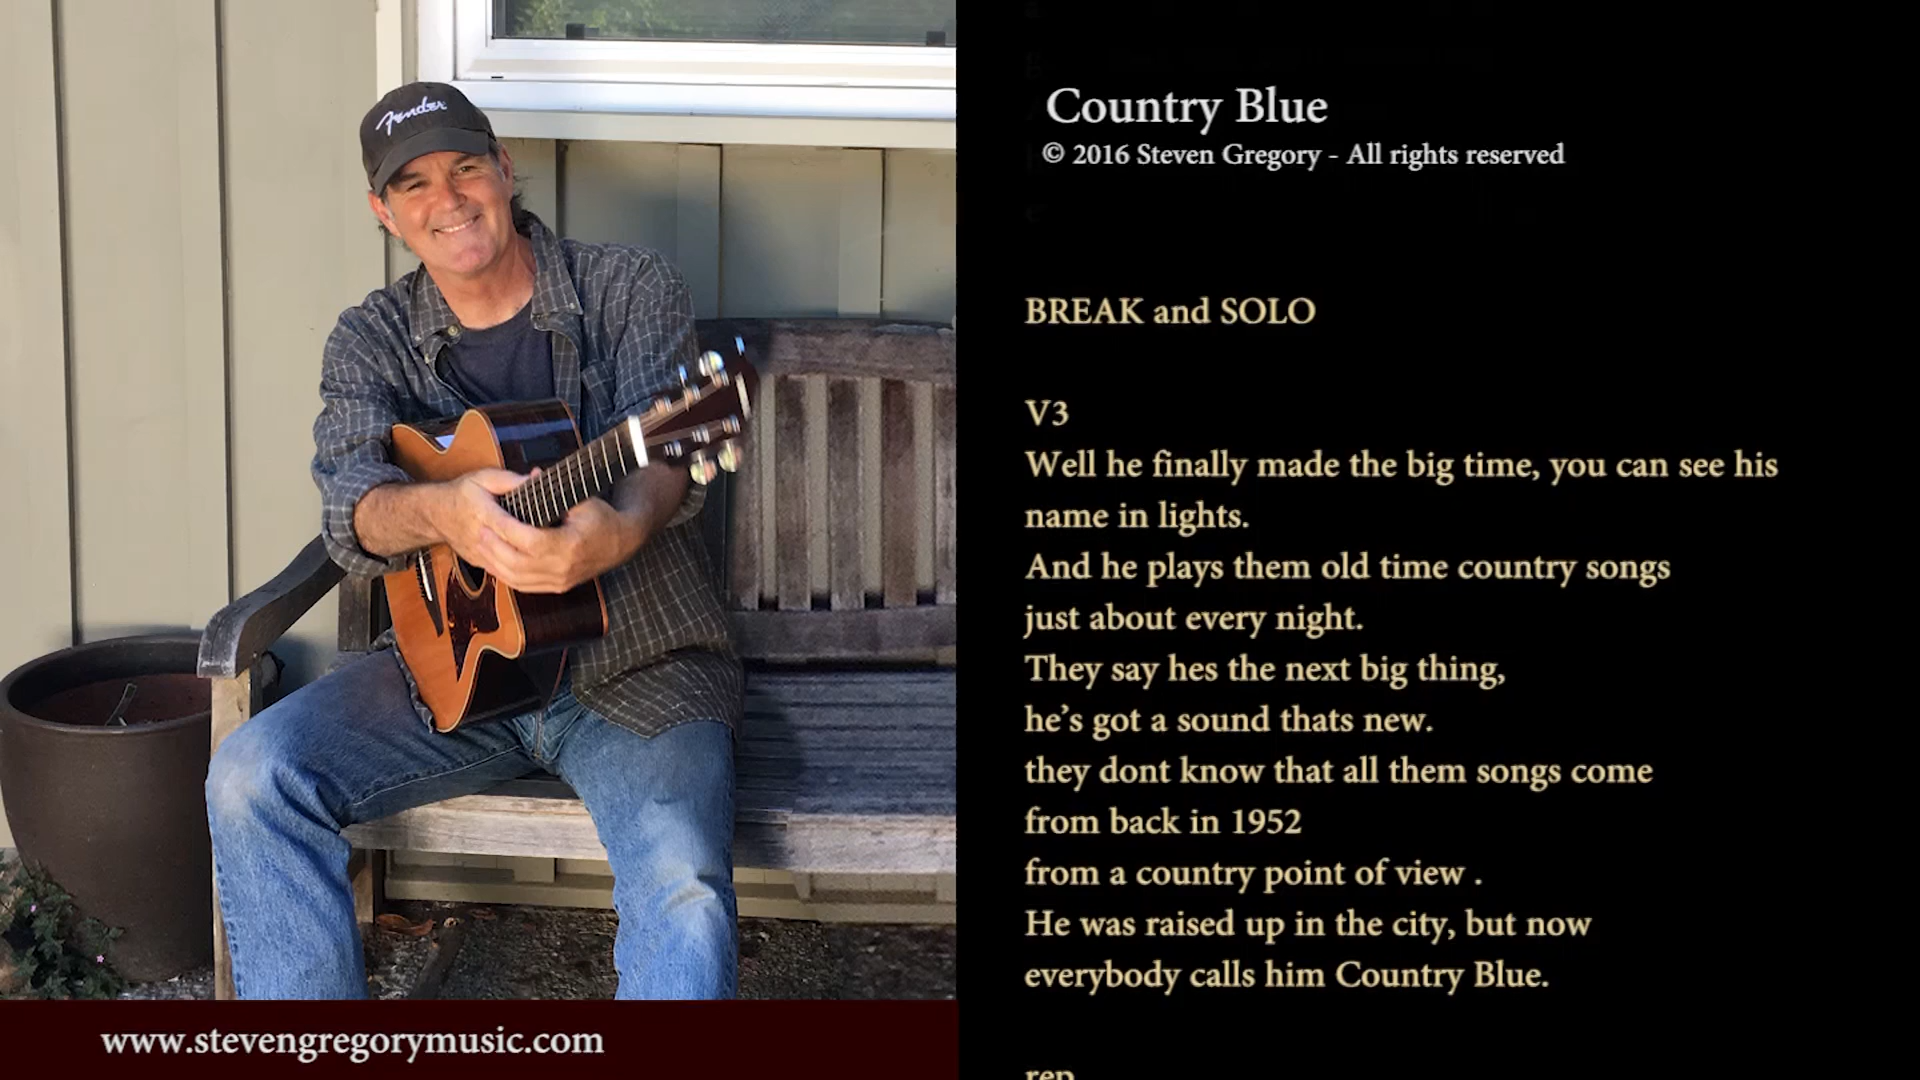 Fender
www.stevengregorymusic.com
Country Blue
© 2016 Steven Gregory - All rights reserved
BREAK and SOLO
V3
Well he finally made the big time, you can see his
name in lights.
And he plays them old time country songs
just about every night.
They say hes the next big thing,
he’s got a sound thats new.
they dont know that all them songs come
from back in 1952
from a country point of view .
He was raised up in the city, but now
everybody calls him Country Blue.
rep